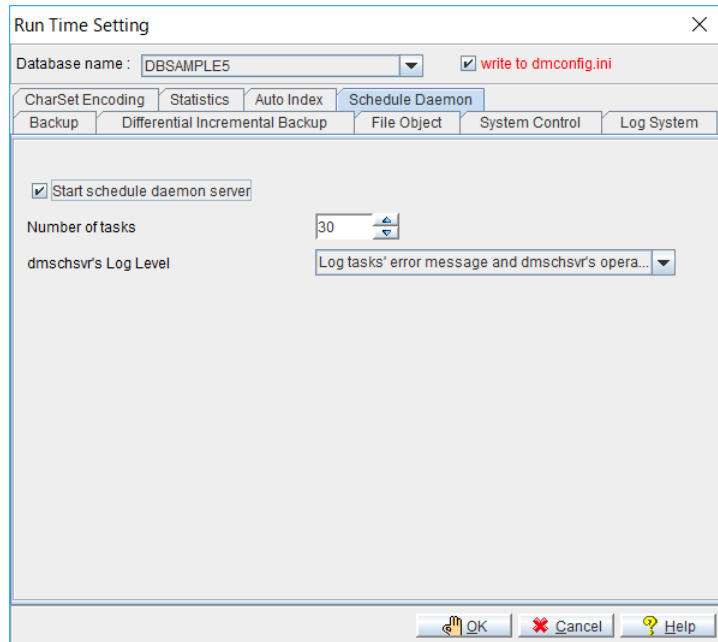 Run Time Setting
Database name : DBSAMPLE5 write to dmconfig.ini
CharSet Encoding Statistics Auto Index Schedule Daemon
Backup Differential Incremental Backup File Object System Control Log System
Start schedule daemon server
Number of tasks 30
dmschsvr's Log Level Log tasks' error message and dmschsvr's opera...
OK Cancel Help